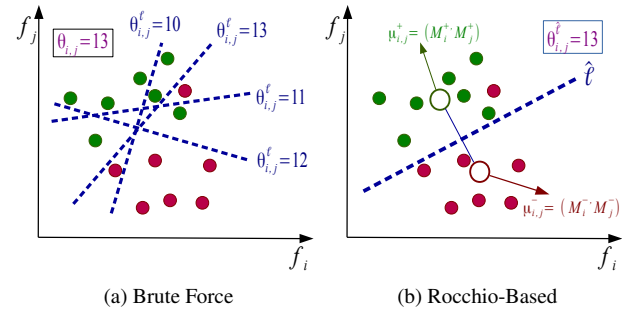 f_j
θ_{i,j} = 13
θ^ℓ_{i,j} = 10
θ^ℓ_{i,j} = 13
θ^ℓ_{i,j} = 11
θ^ℓ_{i,j} = 12
f_i
(a) Brute Force
f_j
μ^+_{i,j} = (M^+_i, M^+_j)
θ^{ℓ̂}_{i,j} = 13
ℓ̂
μ^-_{i,j} = (M^-_i, M^-_j)
f_i
(b) Rocchio-Based